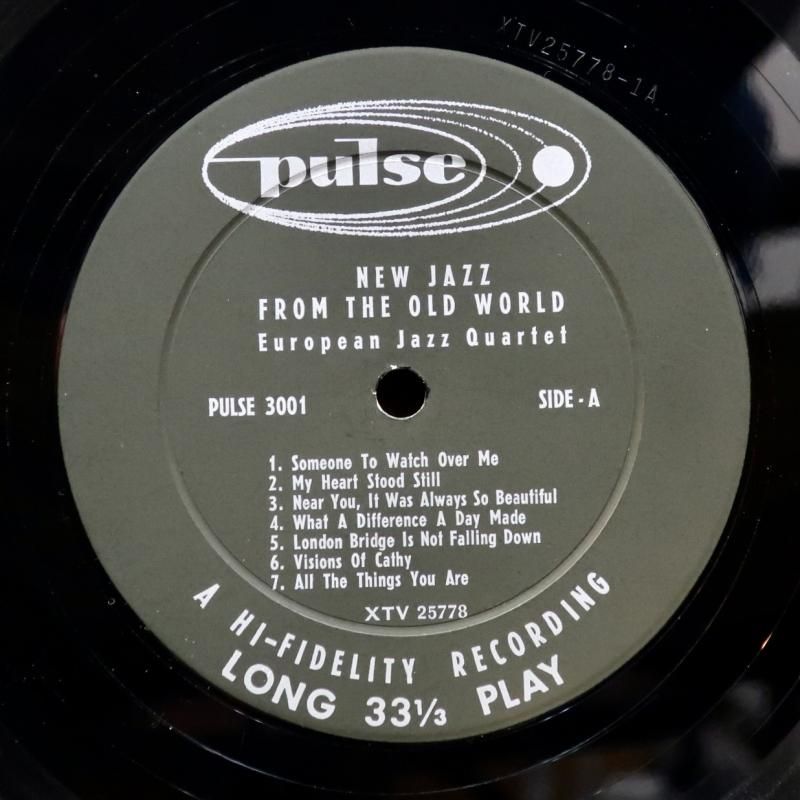 XTV25778-1A
pulse
NEW JAZZ
FROM THE OLD WORLD
European Jazz Quartet
PULSE 3001
SIDE - A
1. Someone To Watch Over Me
2. My Heart Stood Still
3. Near You, It Was Always So Beautiful
4. What A Difference A Day Made
5. London Bridge Is Not Falling Down
6. Visions Of Cathy
7. All The Things You Are
XTV 25778
A HI-FIDELITY RECORDING
LONG 33⅓ PLAY